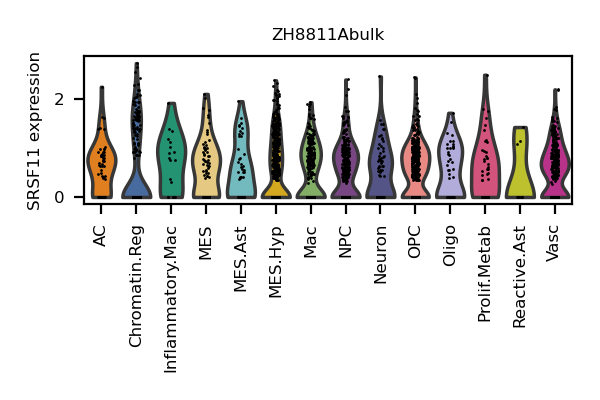 ZH8811Abulk
SRSF11 expression
2
0
AC
Chromatin.Reg
Inflammatory.Mac
MES
MES.Ast
MES.Hyp
Mac
NPC
Neuron
OPC
Oligo
Prolif.Metab
Reactive.Ast
Vasc